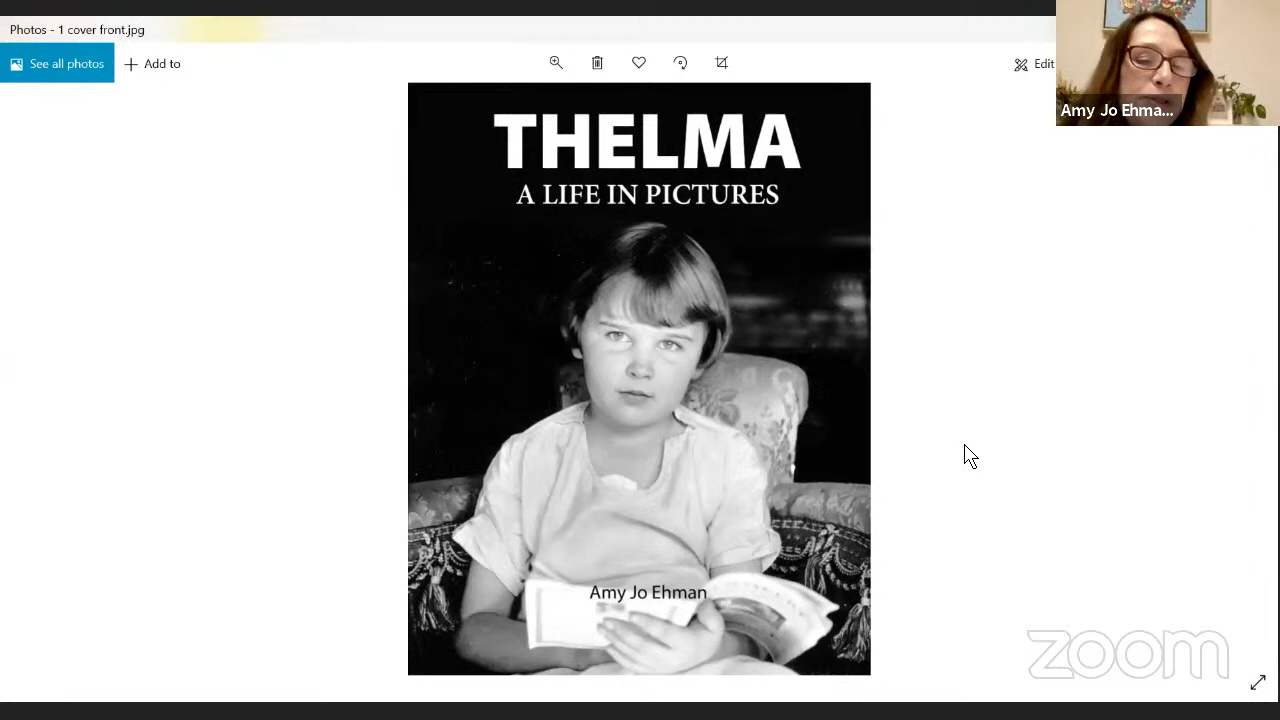 Photos - 1 cover front.jpg
See all photos
Add to
Edit
Amy Jo Ehma...
THELMA
A LIFE IN PICTURES
Amy Jo Ehman
zoom